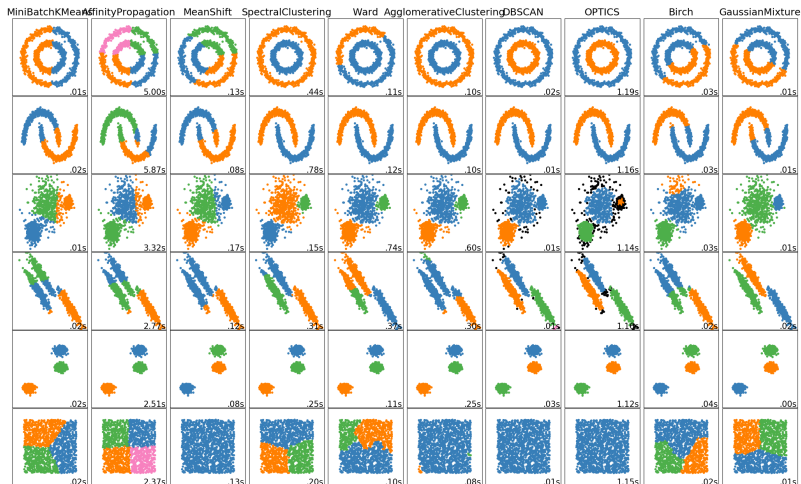 MiniBatchKMeans AffinityPropagation MeanShift SpectralClustering Ward AgglomerativeClustering DBSCAN OPTICS Birch GaussianMixture
.01s 5.00s .13s .44s .11s .10s .02s 1.19s .03s .01s
.02s 5.87s .08s .78s .12s .10s .01s 1.16s .03s .01s
.01s 3.32s .17s .15s .74s .60s .01s 1.14s .03s .01s
.02s 2.77s .12s .31s .37s .30s .01s .02s .02s
.02s 2.51s .08s .25s .11s .25s .03s 1.12s .04s .00s
.02s 2.37s .13s .20s .10s .08s .01s 1.15s .02s .01s